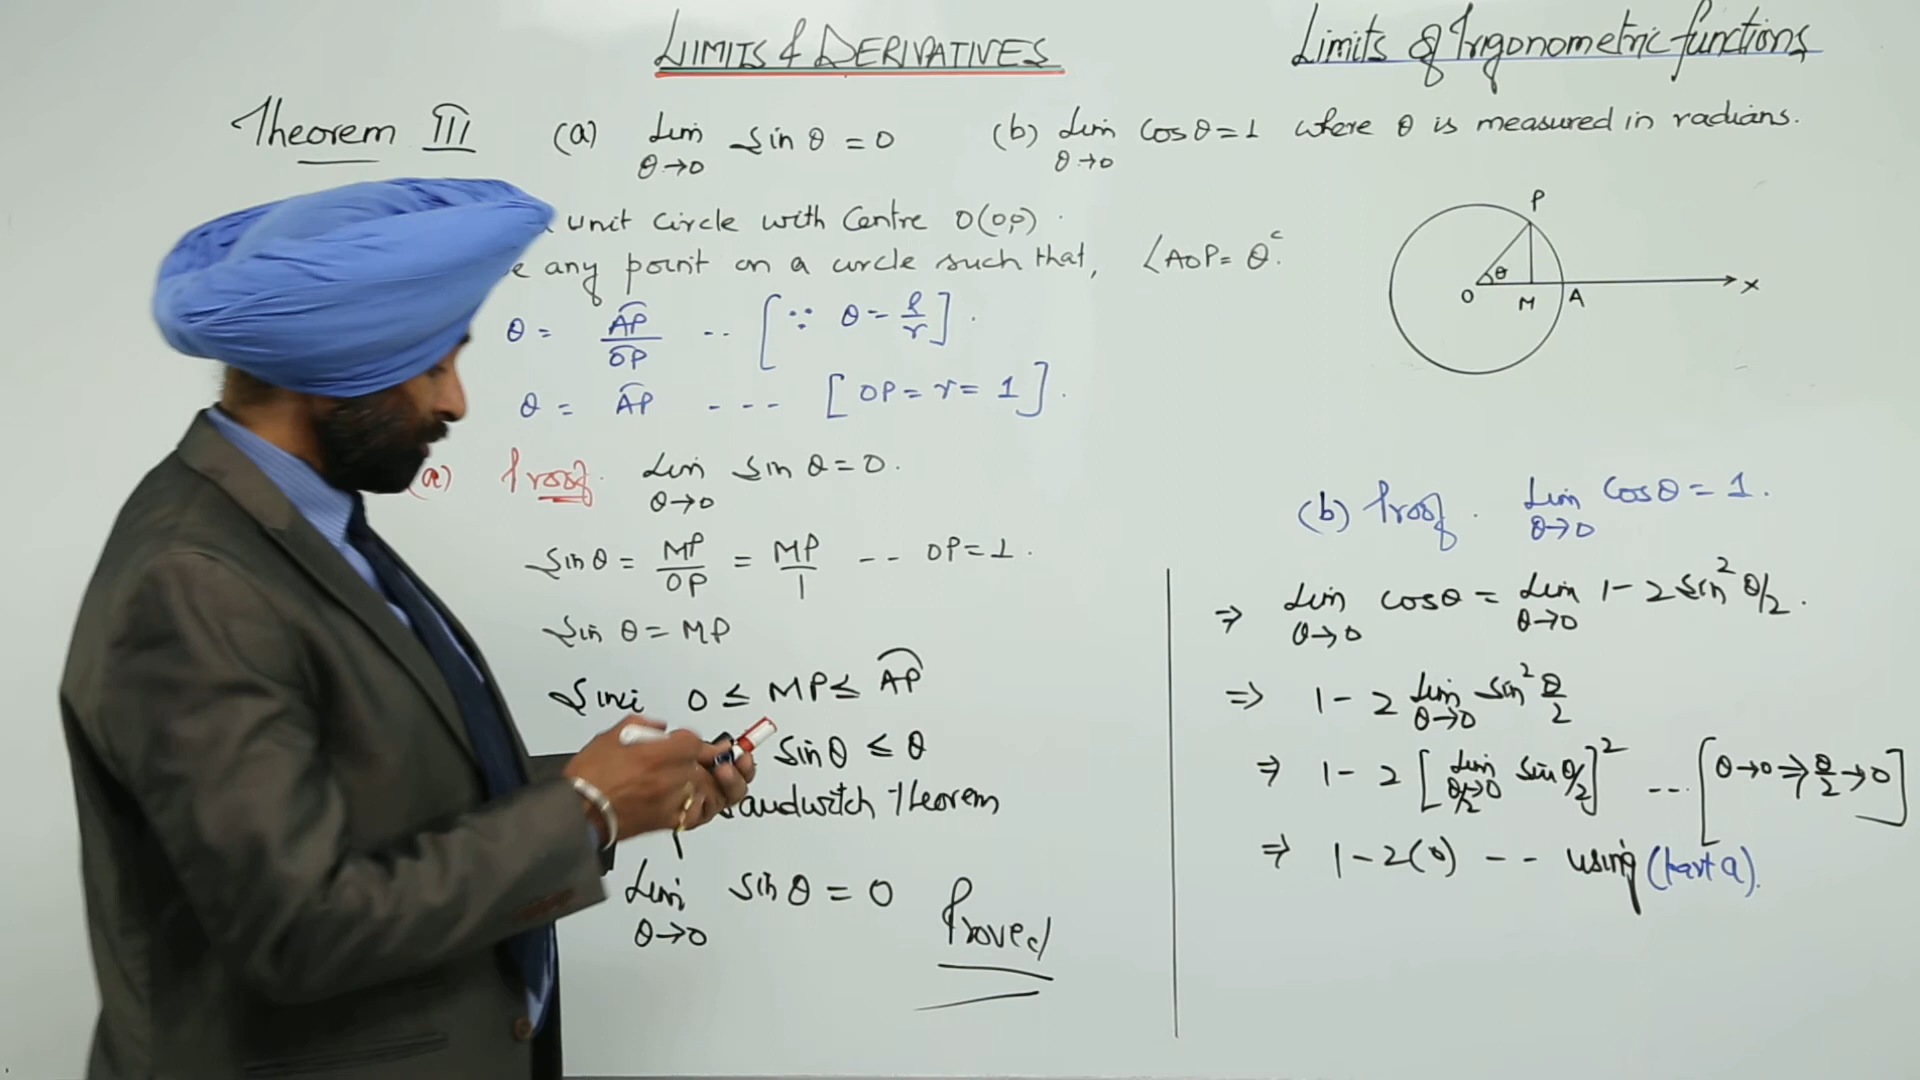 LIMITS & DERIVATIVES
Limits of Trigonometric functions
Theorem III (a) Lim θ→0 Sin θ = 0 (b) Lim θ→0 Cos θ = 1 where θ is measured in radians.
unit circle with Centre O(0,0).
any point on a circle such that, ∠AOP = θᶜ.
θ = AP/OP -- [∵ θ = l/r].
θ = AP --- [OP = r = 1].
P
θ
O M A X
(a) Proof. Lim θ→0 Sin θ = 0.
Sin θ = MP/OP = MP/1 -- OP = 1.
Sin θ = MP
Since 0 ≤ MP ≤ AP
Sin θ ≤ θ
Sandwitch Theorem
Lim θ→0 Sin θ = 0 Proved
(b) Proof. Lim θ→0 Cos θ = 1.
⇒ Lim θ→0 Cos θ = Lim θ→0 1 - 2 Sin² θ/2.
⇒ 1 - 2 Lim θ→0 Sin² θ/2
⇒ 1 - 2 [Lim θ/2→0 Sin θ/2]² --- [θ→0 ⇒ θ/2→0]
⇒ 1 - 2(0) -- using (Part a).